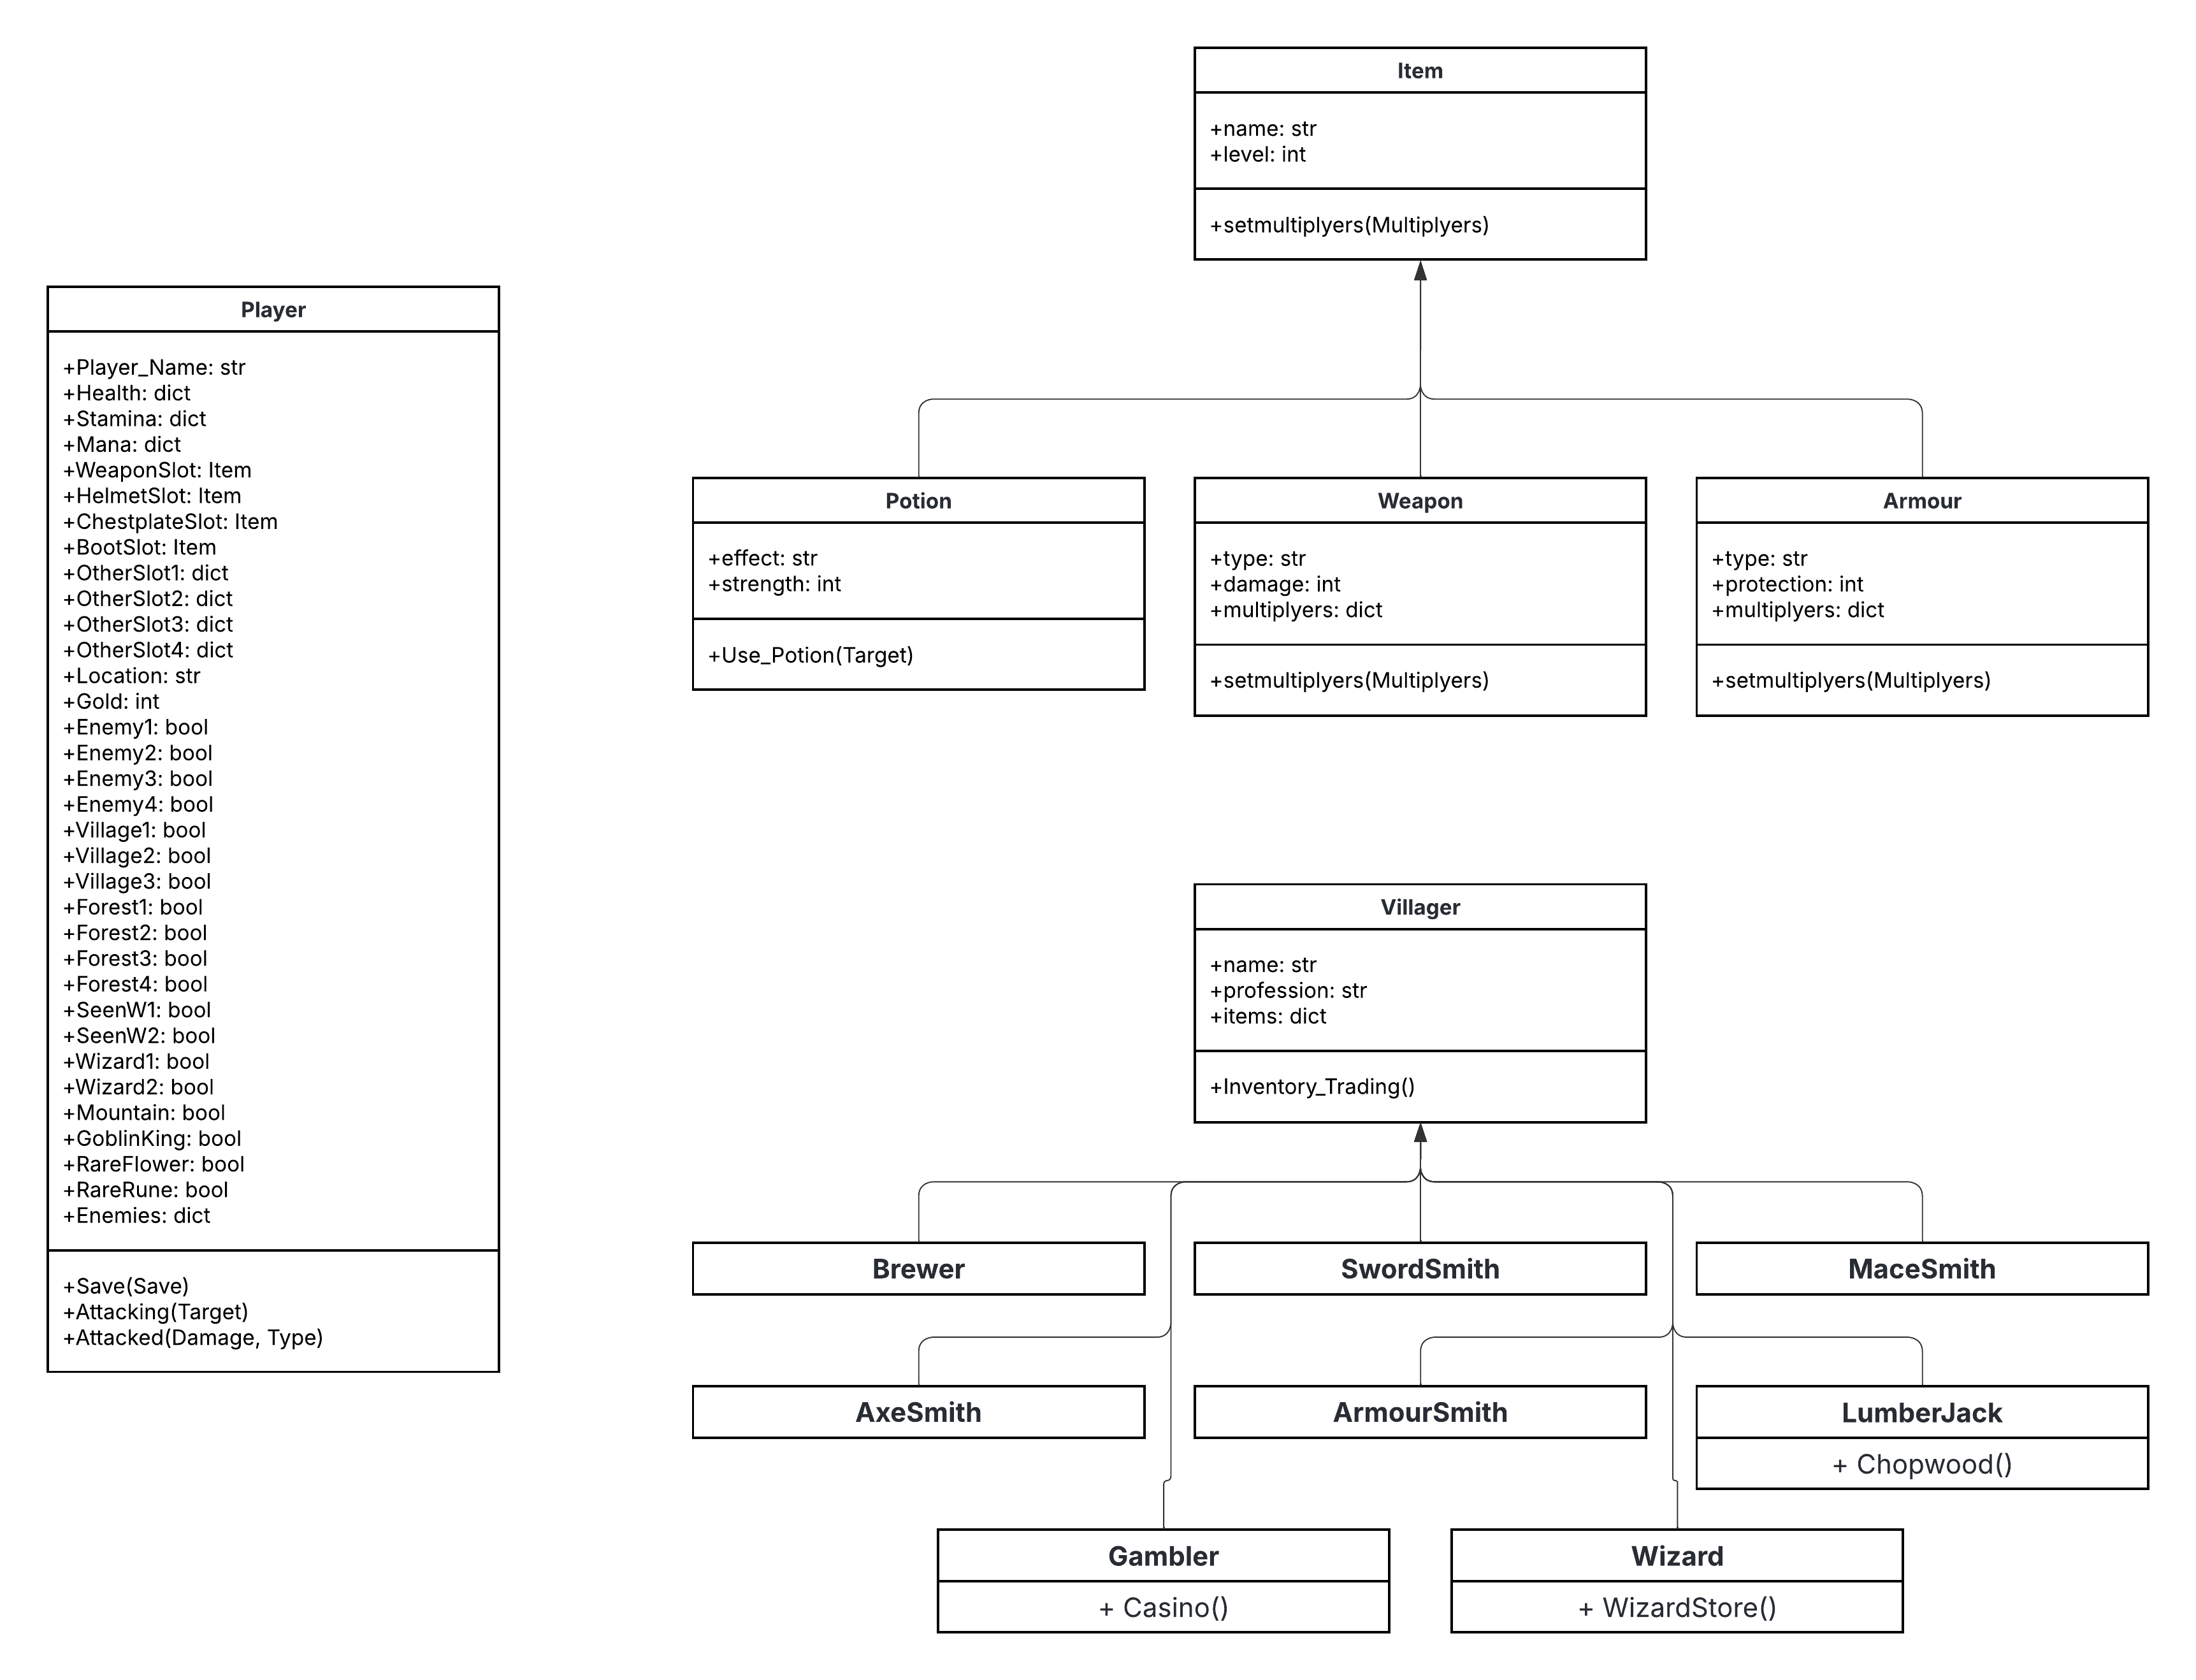 Item
+name: str
+level: int
+setmultiplyers(Multiplyers)
Player
+Player_Name: str
+Health: dict
+Stamina: dict
+Mana: dict
+WeaponSlot: Item
+HelmetSlot: Item
+ChestplateSlot: Item
+BootSlot: Item
+OtherSlot1: dict
+OtherSlot2: dict
+OtherSlot3: dict
+OtherSlot4: dict
+Location: str
+Gold: int
+Enemy1: bool
+Enemy2: bool
+Enemy3: bool
+Enemy4: bool
+Village1: bool
+Village2: bool
+Village3: bool
+Forest1: bool
+Forest2: bool
+Forest3: bool
+Forest4: bool
+SeenW1: bool
+SeenW2: bool
+Wizard1: bool
+Wizard2: bool
+Mountain: bool
+GoblinKing: bool
+RareFlower: bool
+RareRune: bool
+Enemies: dict
+Save(Save)
+Attacking(Target)
+Attacked(Damage, Type)
Potion
+effect: str
+strength: int
+Use_Potion(Target)
Weapon
+type: str
+damage: int
+multiplyers: dict
+setmultiplyers(Multiplyers)
Armour
+type: str
+protection: int
+multiplyers: dict
+setmultiplyers(Multiplyers)
Villager
+name: str
+profession: str
+items: dict
+Inventory_Trading()
Brewer
SwordSmith
MaceSmith
AxeSmith
ArmourSmith
LumberJack
+ Chopwood()
Gambler
+ Casino()
Wizard
+ WizardStore()